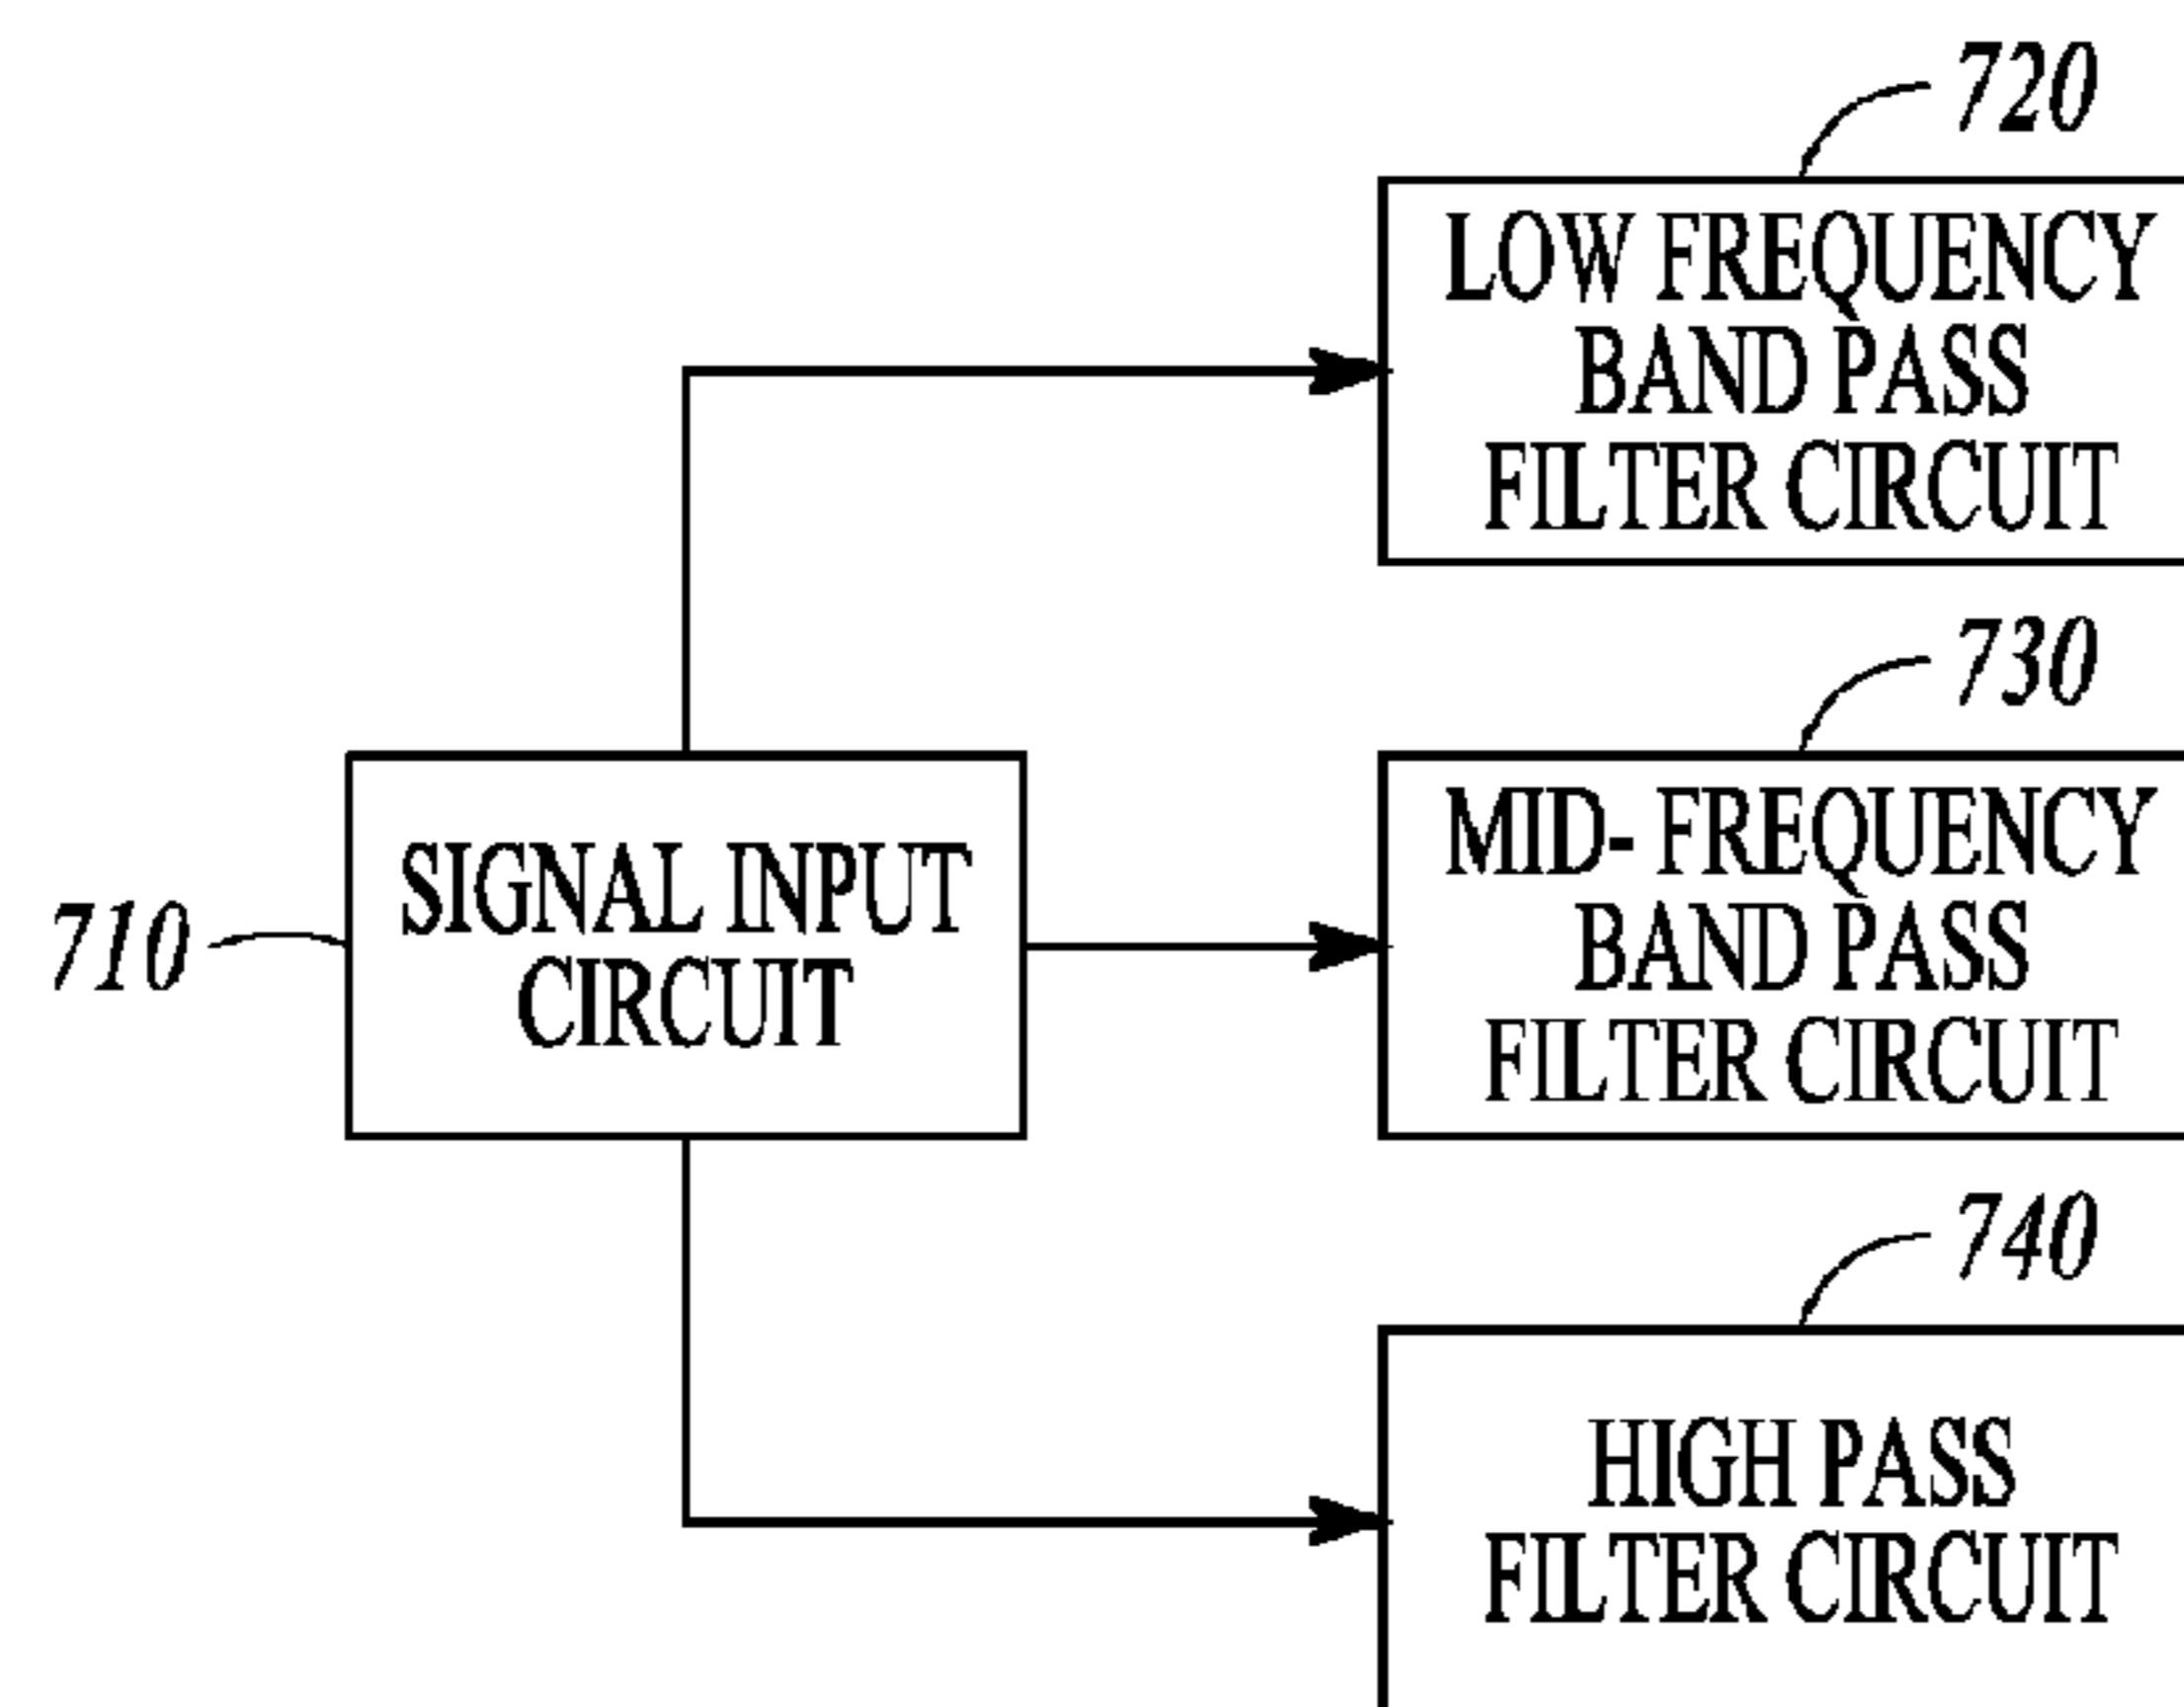 720
LOW FREQUENCY
BAND PASS
FILTER CIRCUIT
730
MID- FREQUENCY
BAND PASS
FILTER CIRCUIT
710
SIGNAL INPUT
CIRCUIT
740
HIGH PASS
FILTER CIRCUIT